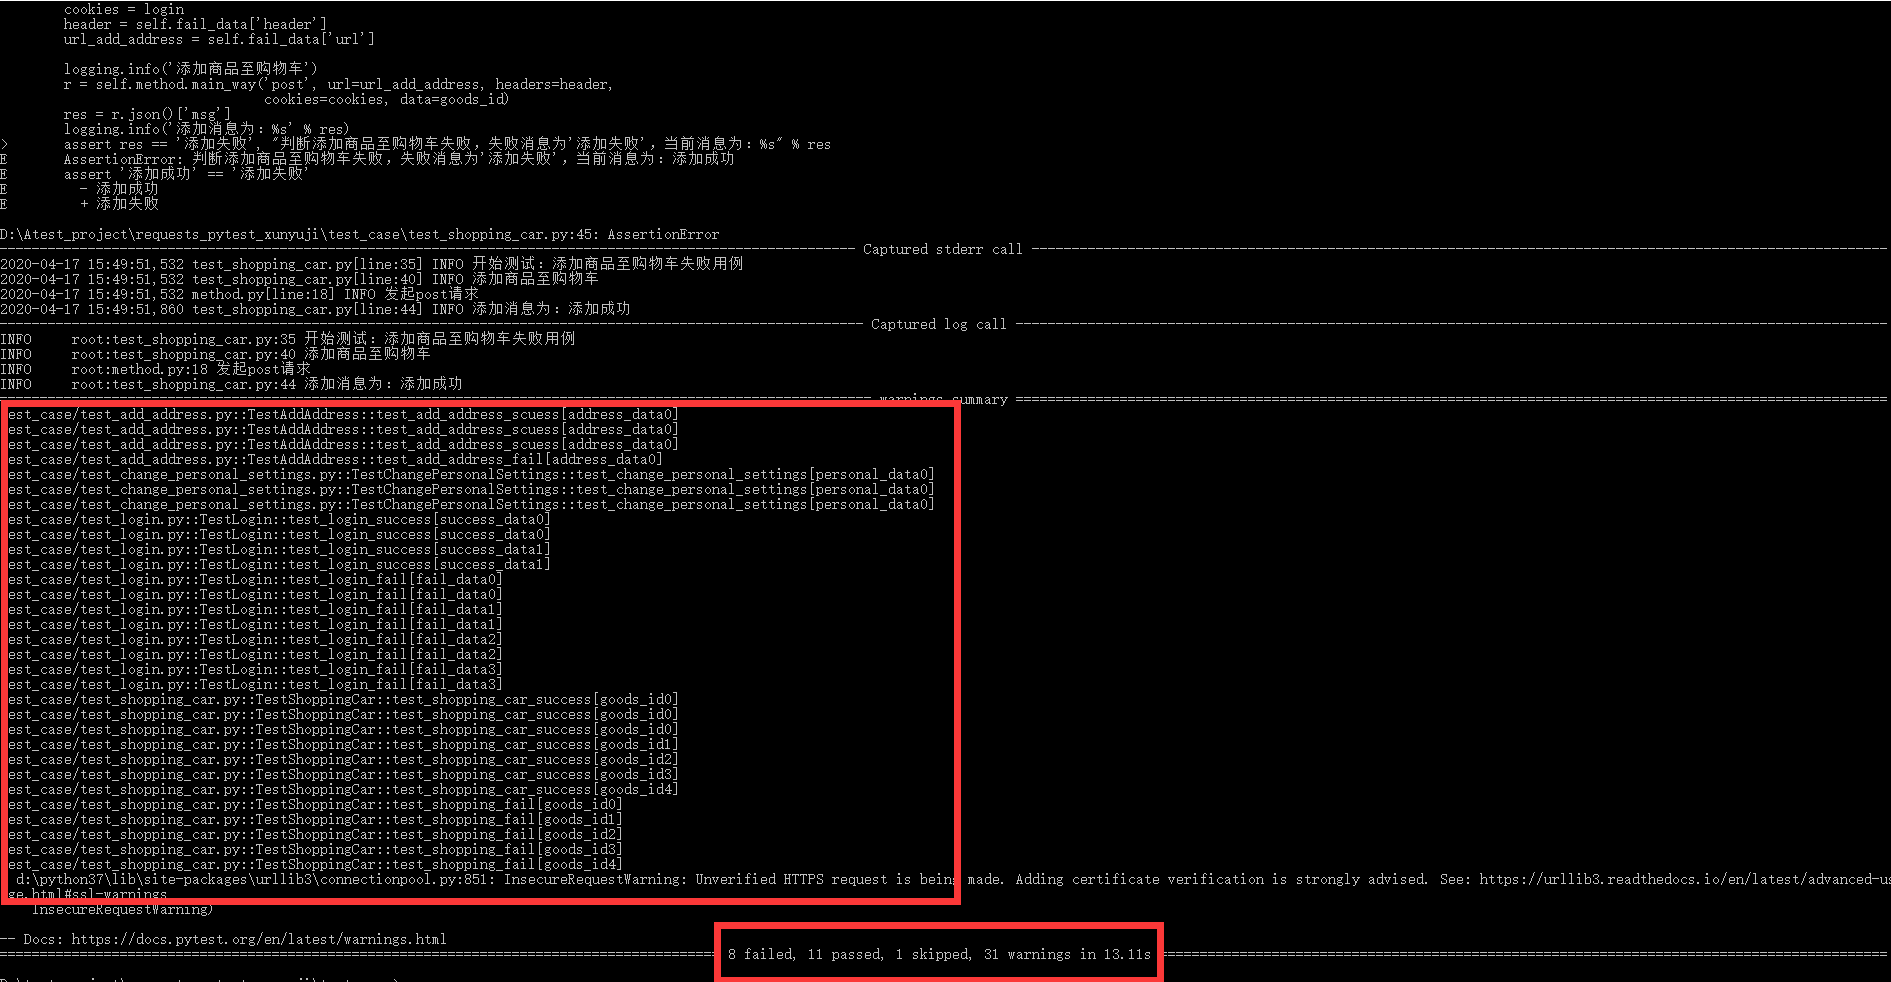 cookies = login
header = self.fail_data['header']
url_add_address = self.fail_data['url']
logging.info('添加商品至购物车')
r = self.method.main_way('post', url=url_add_address, headers=header,
cookies=cookies, data=goods_id)
res = r.json()['msg']
logging.info('添加消息为：%s' % res)
> assert res == '添加失败', "判断添加商品至购物车失败，失败消息为'添加失败'，当前消息为：%s" % res
E AssertionError: 判断添加商品至购物车失败，失败消息为'添加失败'，当前消息为：添加成功
E assert '添加成功' == '添加失败'
E - 添加成功
E + 添加失败
D:\Atest_project\requests_pytest_xunyuji\test_case\test_shopping_car.py:45: AssertionError
Captured stderr call
2020-04-17 15:49:51,532 test_shopping_car.py[line:35] INFO 开始测试：添加商品至购物车失败用例
2020-04-17 15:49:51,532 test_shopping_car.py[line:40] INFO 添加商品至购物车
2020-04-17 15:49:51,532 method.py[line:18] INFO 发起post请求
2020-04-17 15:49:51,860 test_shopping_car.py[line:44] INFO 添加消息为：添加成功
Captured log call
INFO root:test_shopping_car.py:35 开始测试：添加商品至购物车失败用例
INFO root:test_shopping_car.py:40 添加商品至购物车
INFO root:method.py:18 发起post请求
INFO root:test_shopping_car.py:44 添加消息为：添加成功
warnings summary
est_case/test_add_address.py::TestAddAddress::test_add_address_scuess[address_data0]
est_case/test_add_address.py::TestAddAddress::test_add_address_scuess[address_data0]
est_case/test_add_address.py::TestAddAddress::test_add_address_scuess[address_data0]
est_case/test_add_address.py::TestAddAddress::test_add_address_fail[address_data0]
est_case/test_change_personal_settings.py::TestChangePersonalSettings::test_change_personal_settings[personal_data0]
est_case/test_change_personal_settings.py::TestChangePersonalSettings::test_change_personal_settings[personal_data0]
est_case/test_change_personal_settings.py::TestChangePersonalSettings::test_change_personal_settings[personal_data0]
est_case/test_login.py::TestLogin::test_login_success[success_data0]
est_case/test_login.py::TestLogin::test_login_success[success_data0]
est_case/test_login.py::TestLogin::test_login_success[success_data1]
est_case/test_login.py::TestLogin::test_login_success[success_data1]
est_case/test_login.py::TestLogin::test_login_fail[fail_data0]
est_case/test_login.py::TestLogin::test_login_fail[fail_data0]
est_case/test_login.py::TestLogin::test_login_fail[fail_data1]
est_case/test_login.py::TestLogin::test_login_fail[fail_data1]
est_case/test_login.py::TestLogin::test_login_fail[fail_data2]
est_case/test_login.py::TestLogin::test_login_fail[fail_data2]
est_case/test_login.py::TestLogin::test_login_fail[fail_data3]
est_case/test_login.py::TestLogin::test_login_fail[fail_data3]
est_case/test_shopping_car.py::TestShoppingCar::test_shopping_car_success[goods_id0]
est_case/test_shopping_car.py::TestShoppingCar::test_shopping_car_success[goods_id0]
est_case/test_shopping_car.py::TestShoppingCar::test_shopping_car_success[goods_id0]
est_case/test_shopping_car.py::TestShoppingCar::test_shopping_car_success[goods_id1]
est_case/test_shopping_car.py::TestShoppingCar::test_shopping_car_success[goods_id2]
est_case/test_shopping_car.py::TestShoppingCar::test_shopping_car_success[goods_id3]
est_case/test_shopping_car.py::TestShoppingCar::test_shopping_car_success[goods_id4]
est_case/test_shopping_car.py::TestShoppingCar::test_shopping_fail[goods_id0]
est_case/test_shopping_car.py::TestShoppingCar::test_shopping_fail[goods_id1]
est_case/test_shopping_car.py::TestShoppingCar::test_shopping_fail[goods_id2]
est_case/test_shopping_car.py::TestShoppingCar::test_shopping_fail[goods_id3]
est_case/test_shopping_car.py::TestShoppingCar::test_shopping_fail[goods_id4]
d:\python37\lib\site-packages\urllib3\connectionpool.py:851: InsecureRequestWarning: Unverified HTTPS request is being made. Adding certificate verification is strongly advised. See: https://urllib3.readthedocs.io/en/latest/advanced-us
ge.html#ssl-warnings
InsecureRequestWarning)
-- Docs: https://docs.pytest.org/en/latest/warnings.html
8 failed, 11 passed, 1 skipped, 31 warnings in 13.11s